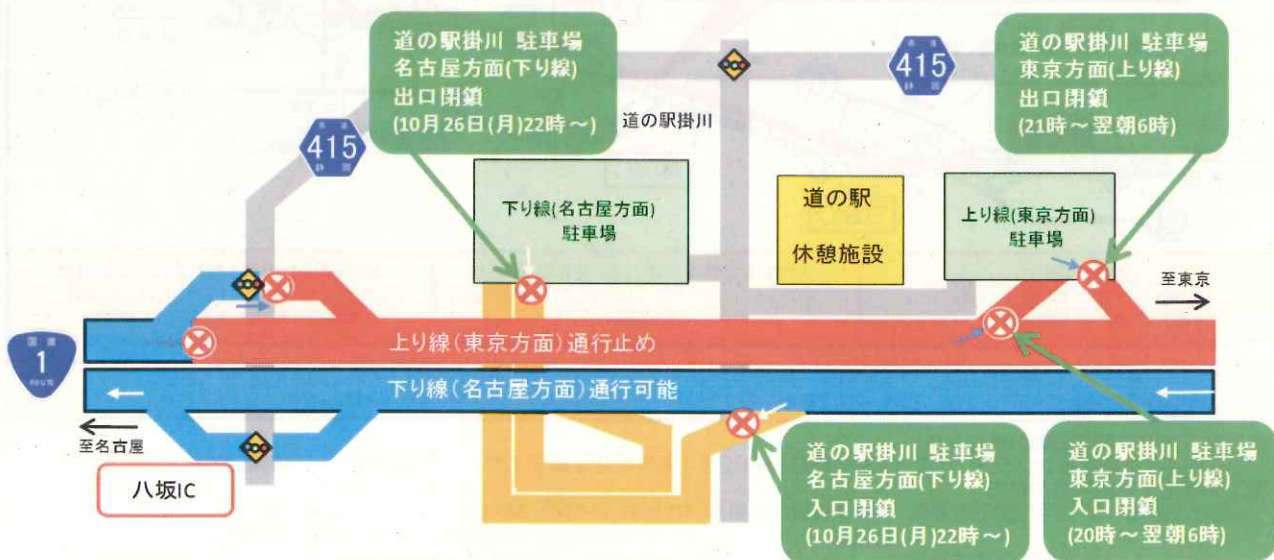 道の駅掛川 駐車場
名古屋方面(下り線)
出口閉鎖
(10月26日(月)22時～)
道の駅掛川 駐車場
東京方面(上り線)
出口閉鎖
(21時～翌朝6時)
415
静岡
道の駅掛川
415
静岡
下り線(名古屋方面)
駐車場
道の駅
休憩施設
上り線(東京方面)
駐車場
至東京
上り線(東京方面)通行止め
国道
1
ROUTE
下り線(名古屋方面)通行可能
至名古屋
八坂IC
道の駅掛川 駐車場
名古屋方面(下り線)
入口閉鎖
(10月26日(月)22時～)
道の駅掛川 駐車場
東京方面(上り線)
入口閉鎖
(20時～翌朝6時)